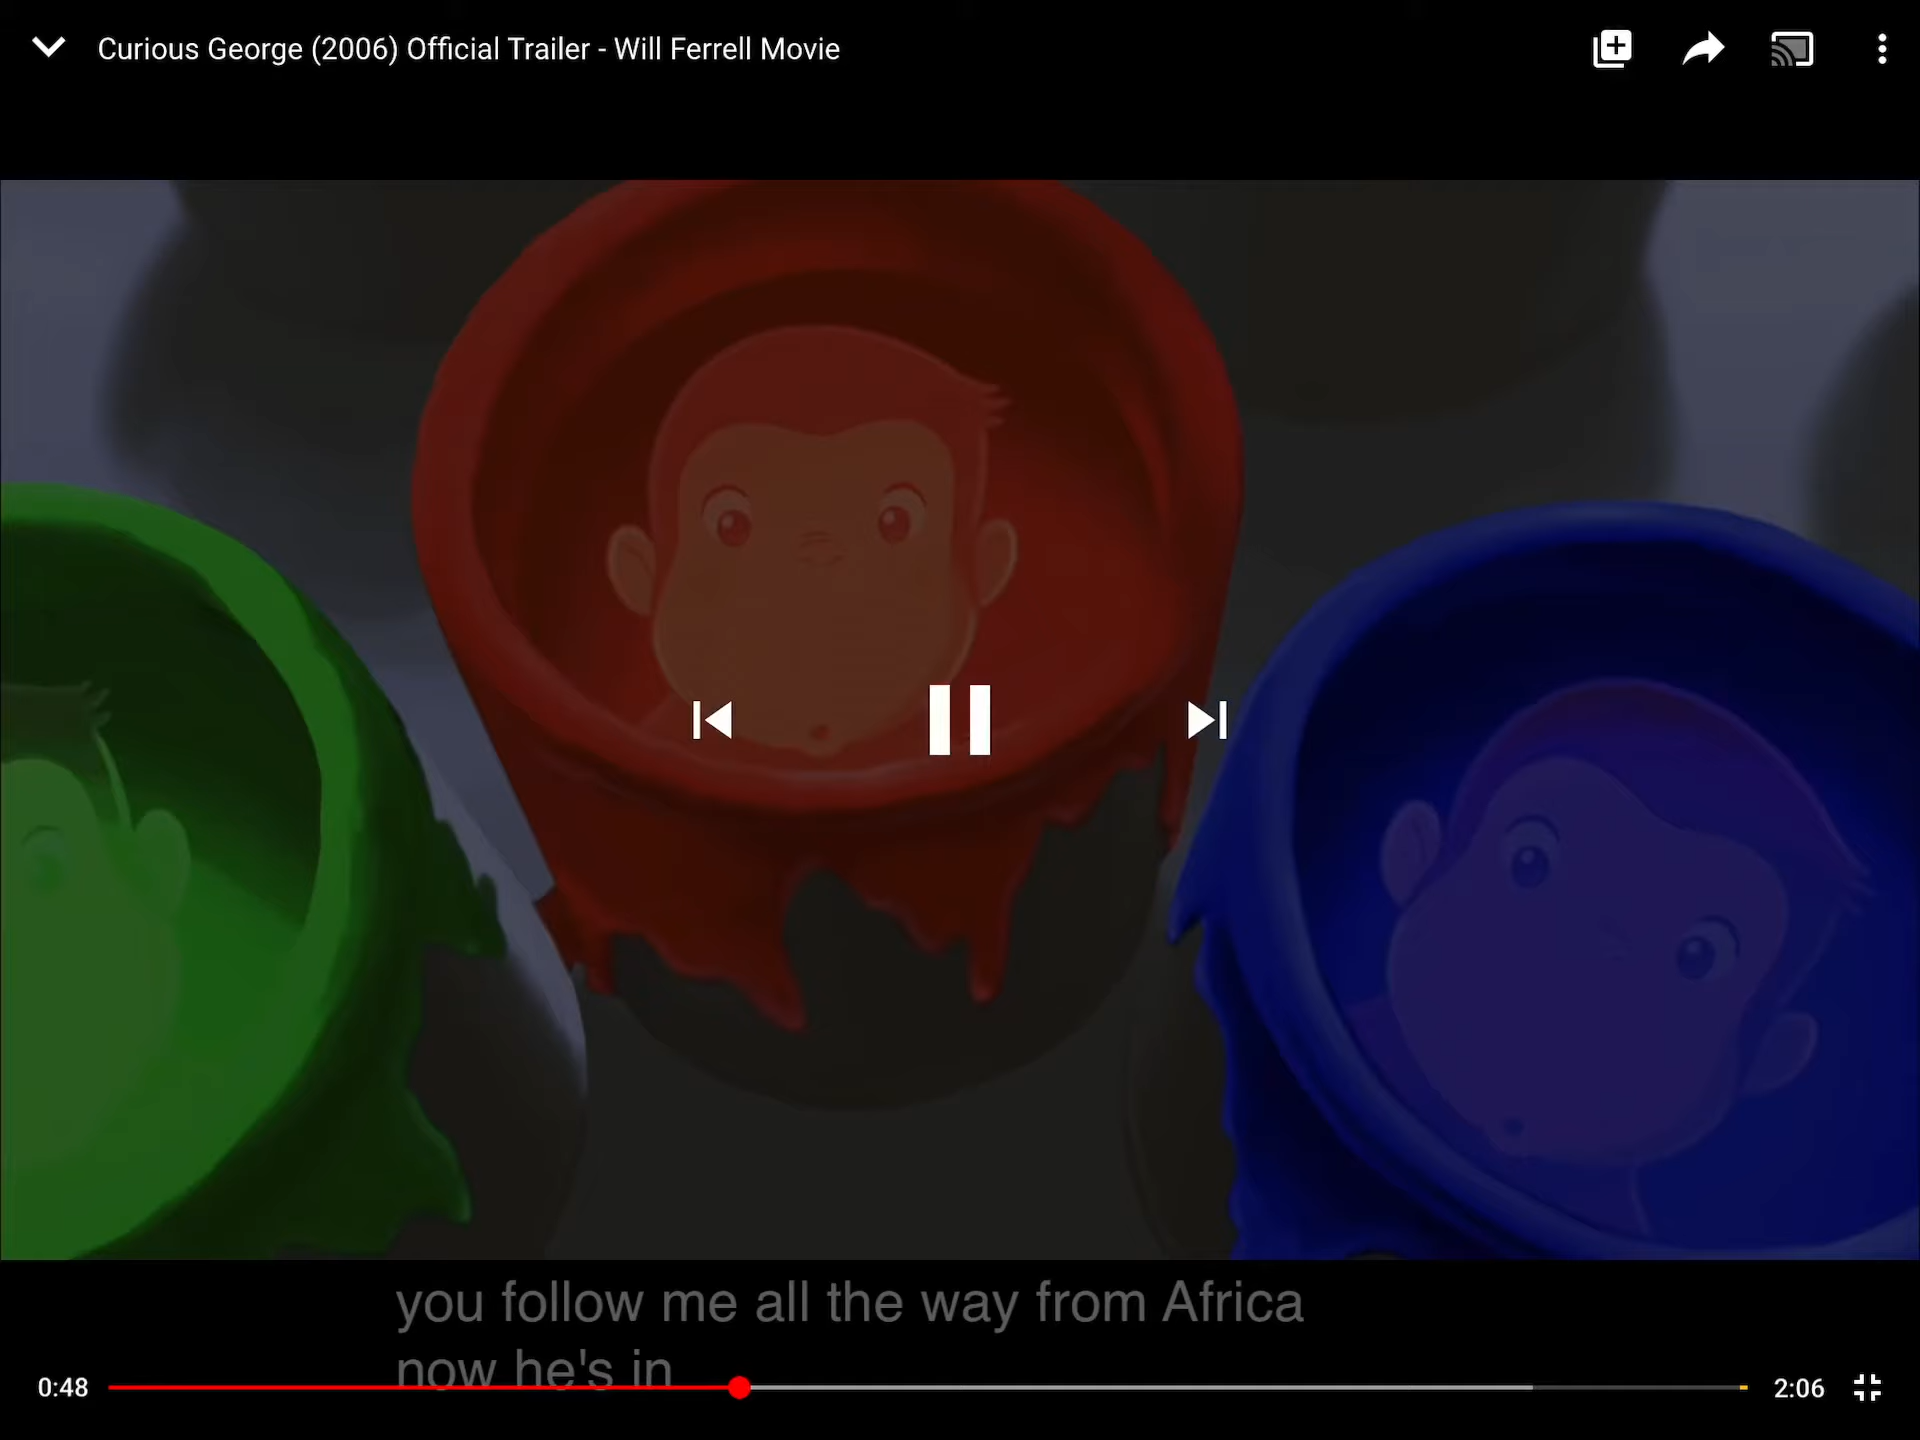 Curious George (2006) Official Trailer - Will Ferrell Movie
you follow me all the way from Africa
now he's in
0:48
2:06